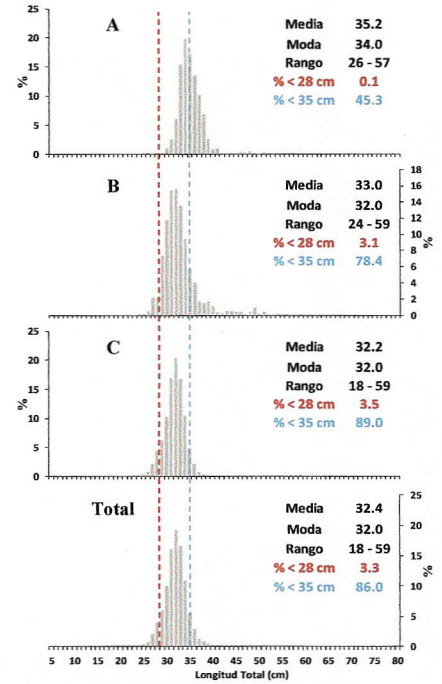 25
20
15
10
5
0
%
A
Media 35.2
Moda 34.0
Rango 26 - 57
% < 28 cm 0.1
% < 35 cm 45.3
18
16
14
12
10
8
6
4
2
0
%
B
Media 33.0
Moda 32.0
Rango 24 - 59
% < 28 cm 3.1
% < 35 cm 78.4
25
20
15
10
5
0
%
C
Media 32.2
Moda 32.0
Rango 18 - 59
% < 28 cm 3.5
% < 35 cm 89.0
25
20
15
10
5
0
%
Total
Media 32.4
Moda 32.0
Rango 18 - 59
% < 28 cm 3.3
% < 35 cm 86.0
5 10 15 20 25 30 35 40 45 50 55 60 65 70 75 80
Longitud Total (cm)